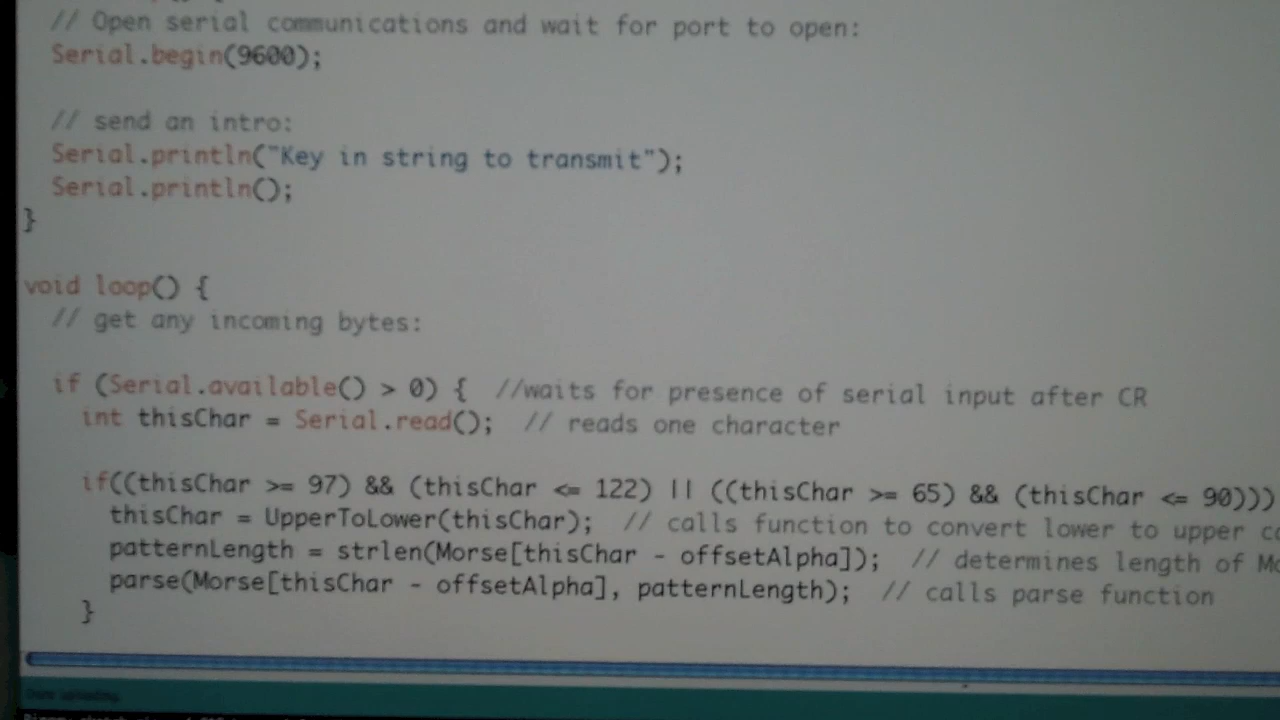 // Open serial communications and wait for port to open:
Serial.begin(9600);
// send an intro:
Serial.println("Key in string to transmit");
Serial.println();
}
void loop() {
// get any incoming bytes:
if (Serial.available() > 0) { //waits for presence of serial input after CR
int thisChar = Serial.read(); // reads one character
if((thisChar >= 97) && (thisChar <= 122) || ((thisChar >= 65) && (thisChar <= 90)))
thisChar = UpperToLower(thisChar); // calls function to convert lower to upper
patternLength = strlen(Morse[thisChar - offsetAlpha]); // determines length of
parse(Morse[thisChar - offsetAlpha], patternLength); // calls parse function
}
Done uploading.